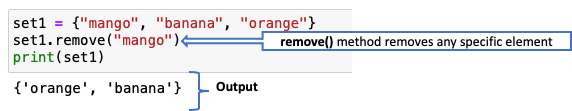 set1 = {"mango", "banana", "orange"}
set1.remove("mango")
remove() method removes any specific element
print(set1)
{'orange', 'banana'}
Output